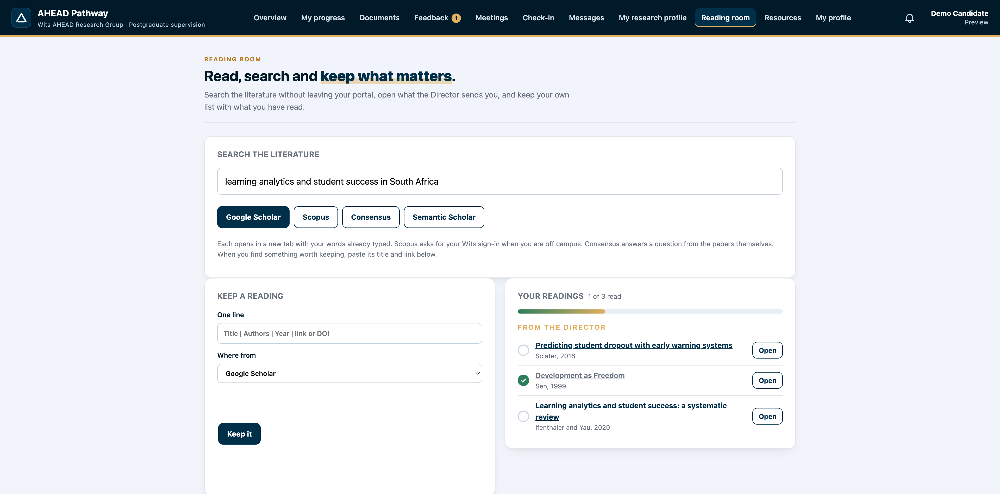 AHEAD Pathway
Wits AHEAD Research Group · Postgraduate supervision
Overview
My progress
Documents
Feedback 1
Meetings
Check-in
Messages
My research profile
Reading room
Resources
My profile
Demo Candidate
Preview
READING ROOM
Read, search and keep what matters.
Search the literature without leaving your portal, open what the Director sends you, and keep your own
list with what you have read.
SEARCH THE LITERATURE
learning analytics and student success in South Africa
Google Scholar
Scopus
Consensus
Semantic Scholar
Each opens in a new tab with your words already typed. Scopus asks for your Wits sign-in when you are off campus. Consensus answers a question from the papers themselves.
When you find something worth keeping, paste its title and link below.
KEEP A READING
One line
Title | Authors | Year | link or DOI
Where from
Google Scholar
Keep it
YOUR READINGS 1 of 3 read
FROM THE DIRECTOR
Predicting student dropout with early warning systems
Sclater, 2016
Open
Development as Freedom
Sen, 1999
Open
Learning analytics and student success: a systematic
review
Ifenthaler and Yau, 2020
Open